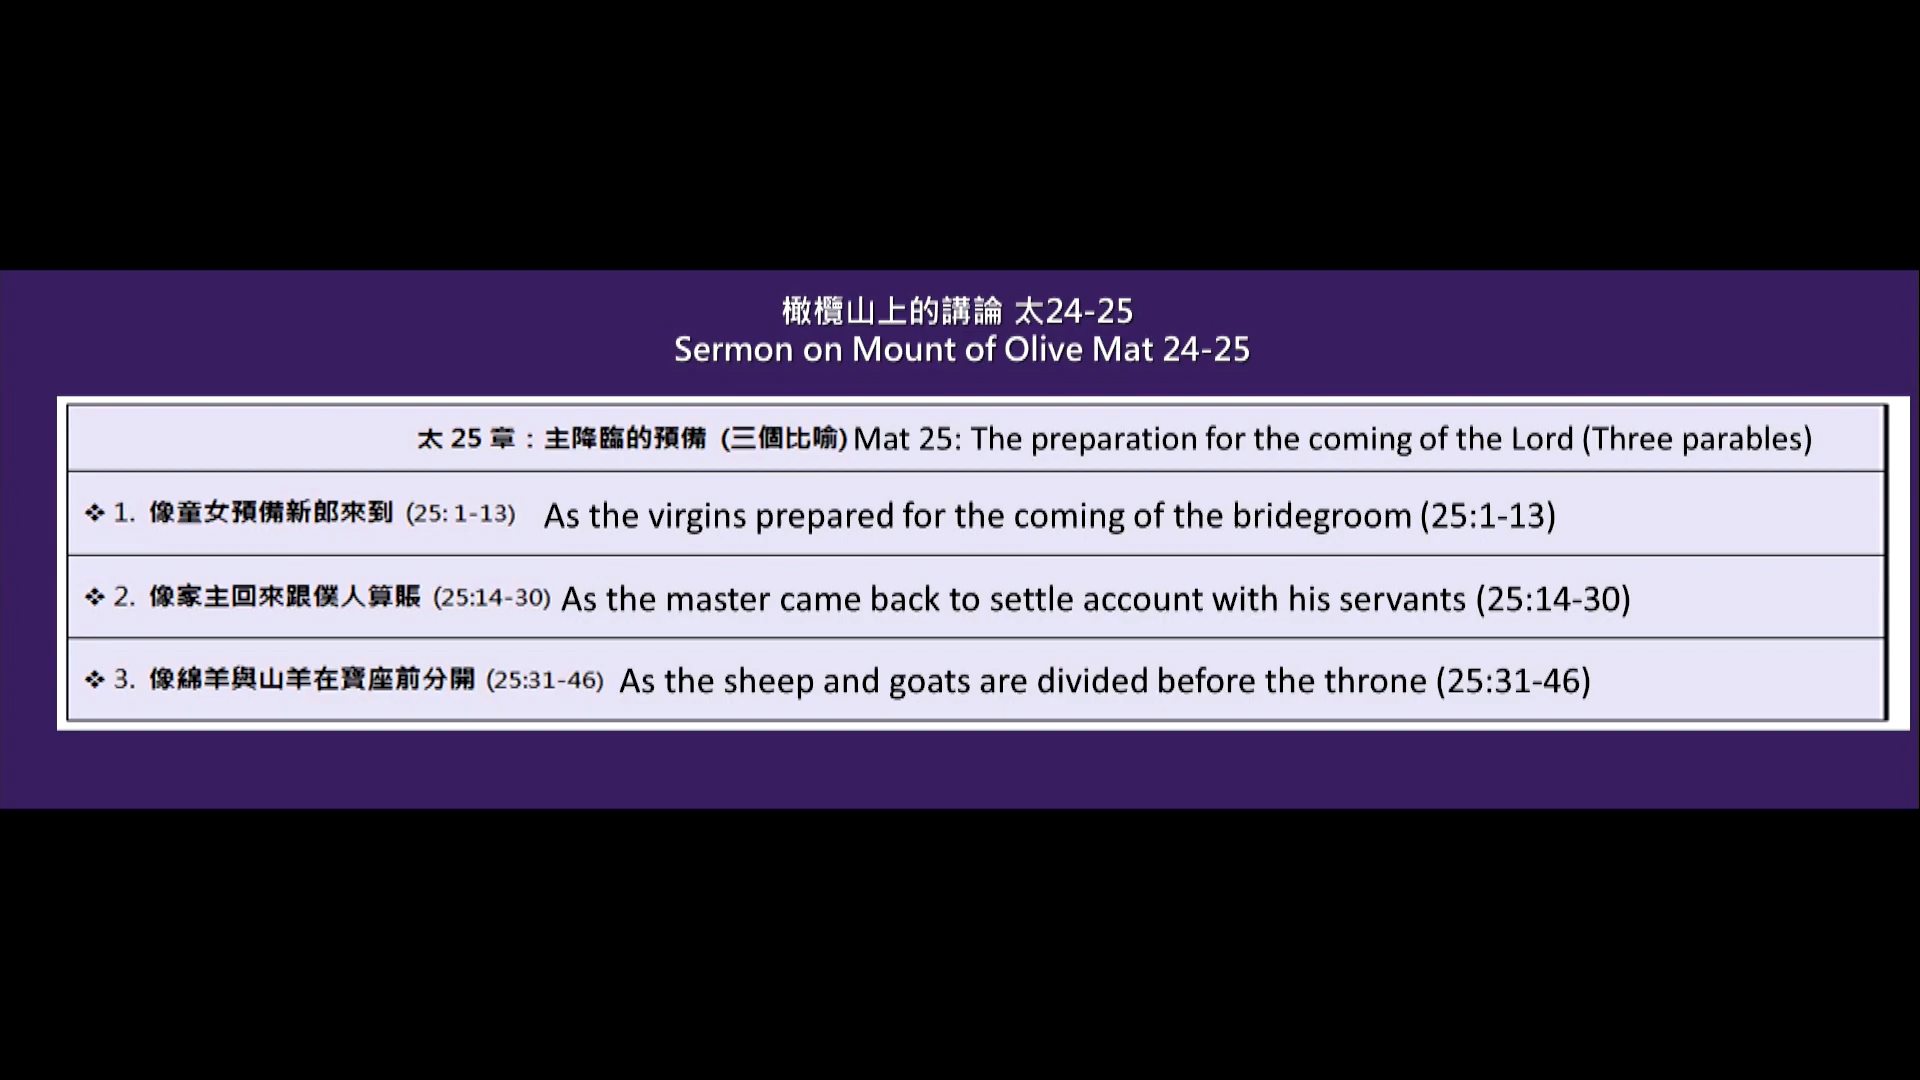 橄欖山上的講論 太24-25
Sermon on Mount of Olive Mat 24-25
太 25 章：主降臨的預備 (三個比喻) Mat 25: The preparation for the coming of the Lord (Three parables)
❖ 1. 像童女預備新郎來到 (25: 1-13) As the virgins prepared for the coming of the bridegroom (25:1-13)
❖ 2. 像家主回來跟僕人算賬 (25:14-30) As the master came back to settle account with his servants (25:14-30)
❖ 3. 像綿羊與山羊在寶座前分開 (25:31-46) As the sheep and goats are divided before the throne (25:31-46)